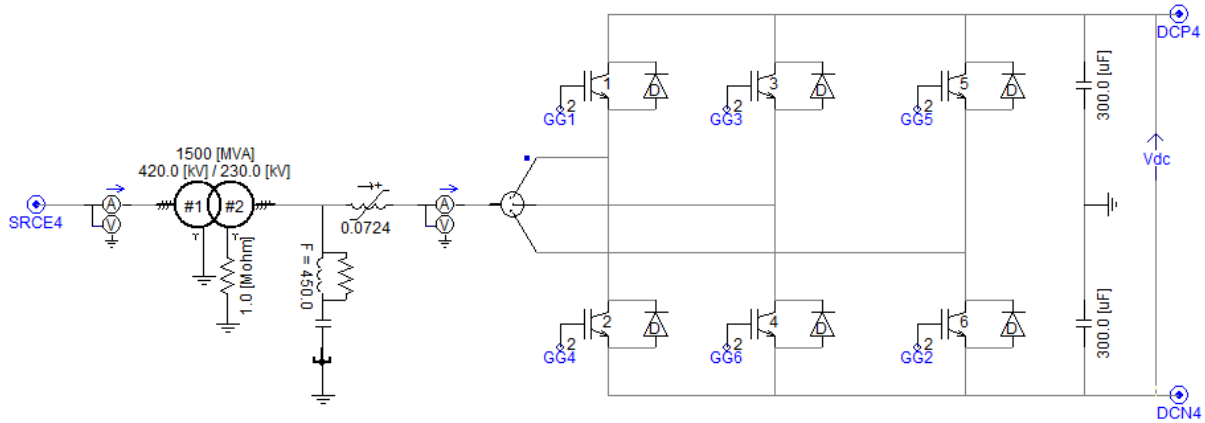 SRCE4
A
V
1500 [MVA]
420.0 [kV] / 230.0 [kV]
#1
#2
1.0 [Mohm]
F = 450.0
+
0.0724
A
V
GG1
2
1
D
GG3
2
3
D
GG5
2
5
D
GG4
2
2
D
GG6
2
4
D
GG2
2
6
D
300.0 [uF]
300.0 [uF]
Vdc
DCP4
DCN4